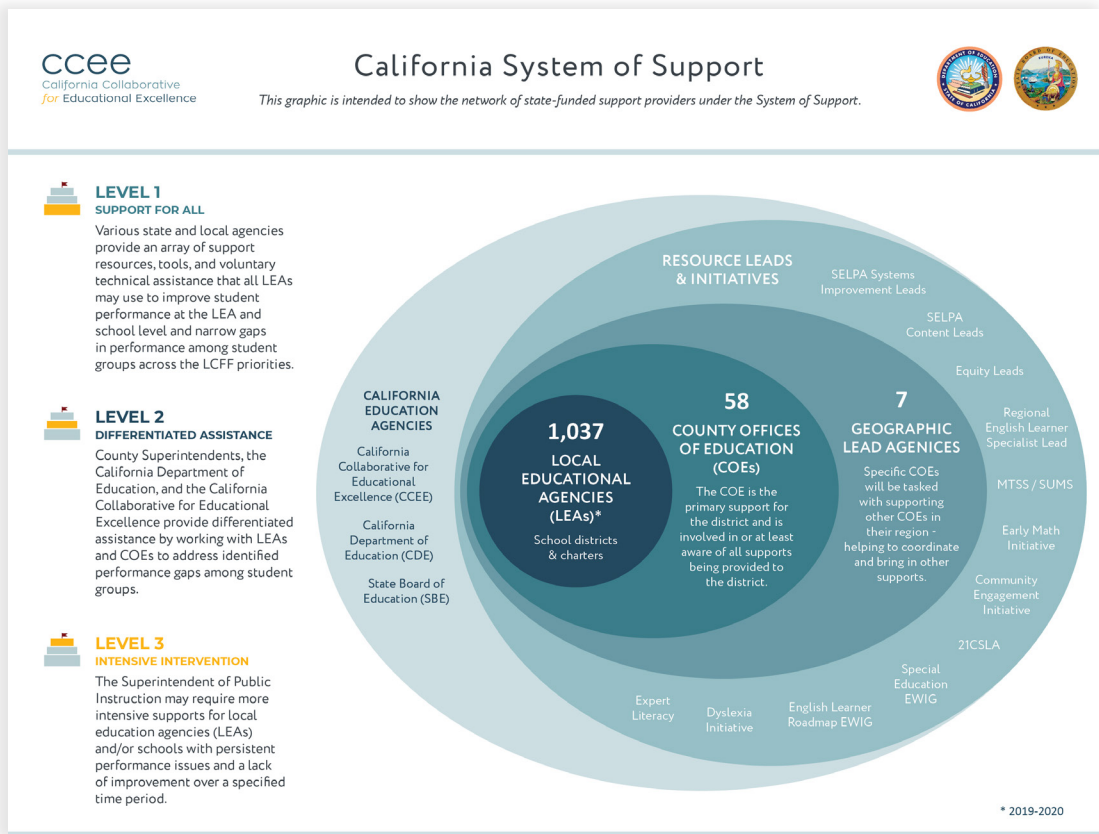 ccee
California Collaborative
for Educational Excellence
California System of Support
This graphic is intended to show the network of state-funded support providers under the System of Support.
LEVEL 1
SUPPORT FOR ALL
Various state and local agencies
provide an array of support
resources, tools, and voluntary
technical assistance that all LEAs
may use to improve student
performance at the LEA and
school level and narrow gaps
in performance among student
groups across the LCFF priorities.
LEVEL 2
DIFFERENTIATED ASSISTANCE
County Superintendents, the
California Department of
Education, and the California
Collaborative for Educational
Excellence provide differentiated
assistance by working with LEAs
and COEs to address identified
performance gaps among student
groups.
LEVEL 3
INTENSIVE INTERVENTION
The Superintendent of Public
Instruction may require more
intensive supports for local
education agencies (LEAs)
and/or schools with persistent
performance issues and a lack
of improvement over a specified
time period.
CALIFORNIA
EDUCATION
AGENCIES
California
Collaborative for
Educational
Excellence (CCEE)
California
Department of
Education (CDE)
State Board of
Education (SBE)
1,037
LOCAL
EDUCATIONAL
AGENCIES
(LEAs)*
School districts
& charters
58
COUNTY OFFICES
OF EDUCATION
(COEs)
The COE is the
primary support for
the district and is
involved in or at least
aware of all supports
being provided to
the district.
7
GEOGRAPHIC
LEAD AGENICES
Specific COEs
will be tasked
with supporting
other COEs in
their region -
helping to coordinate
and bring in other
supports.
RESOURCE LEADS
& INITIATIVES
SELPA Systems
Improvement Leads
SELPA
Content Leads
Equity Leads
Regional
English Learner
Specialist Lead
MTSS / SUMS
Early Math
Initiative
Community
Engagement
Initiative
21CSLA
Special
Education
EWIG
English Learner
Roadmap EWIG
Dyslexia
Initiative
Expert
Literacy
* 2019-2020